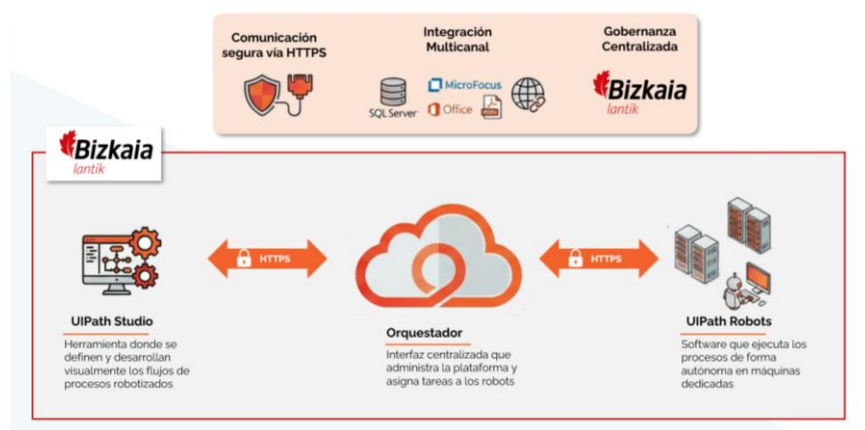 Comunicación
segura vía HTTPS
Integración
Multicanal
Gobernanza
Centralizada
SQL Server
MicroFocus
Office
Bizkaia
lantik
Bizkaia
lantik
HTTPS
HTTPS
UIPath Studio
Herramienta donde se
definen y desarrollan
visualmente los flujos de
procesos robotizados
Orquestador
Interfaz centralizada que
administra la plataforma y
asigna tareas a los robots
UIPath Robots
Software que ejecuta los
procesos de forma
autónoma en máquinas
dedicadas